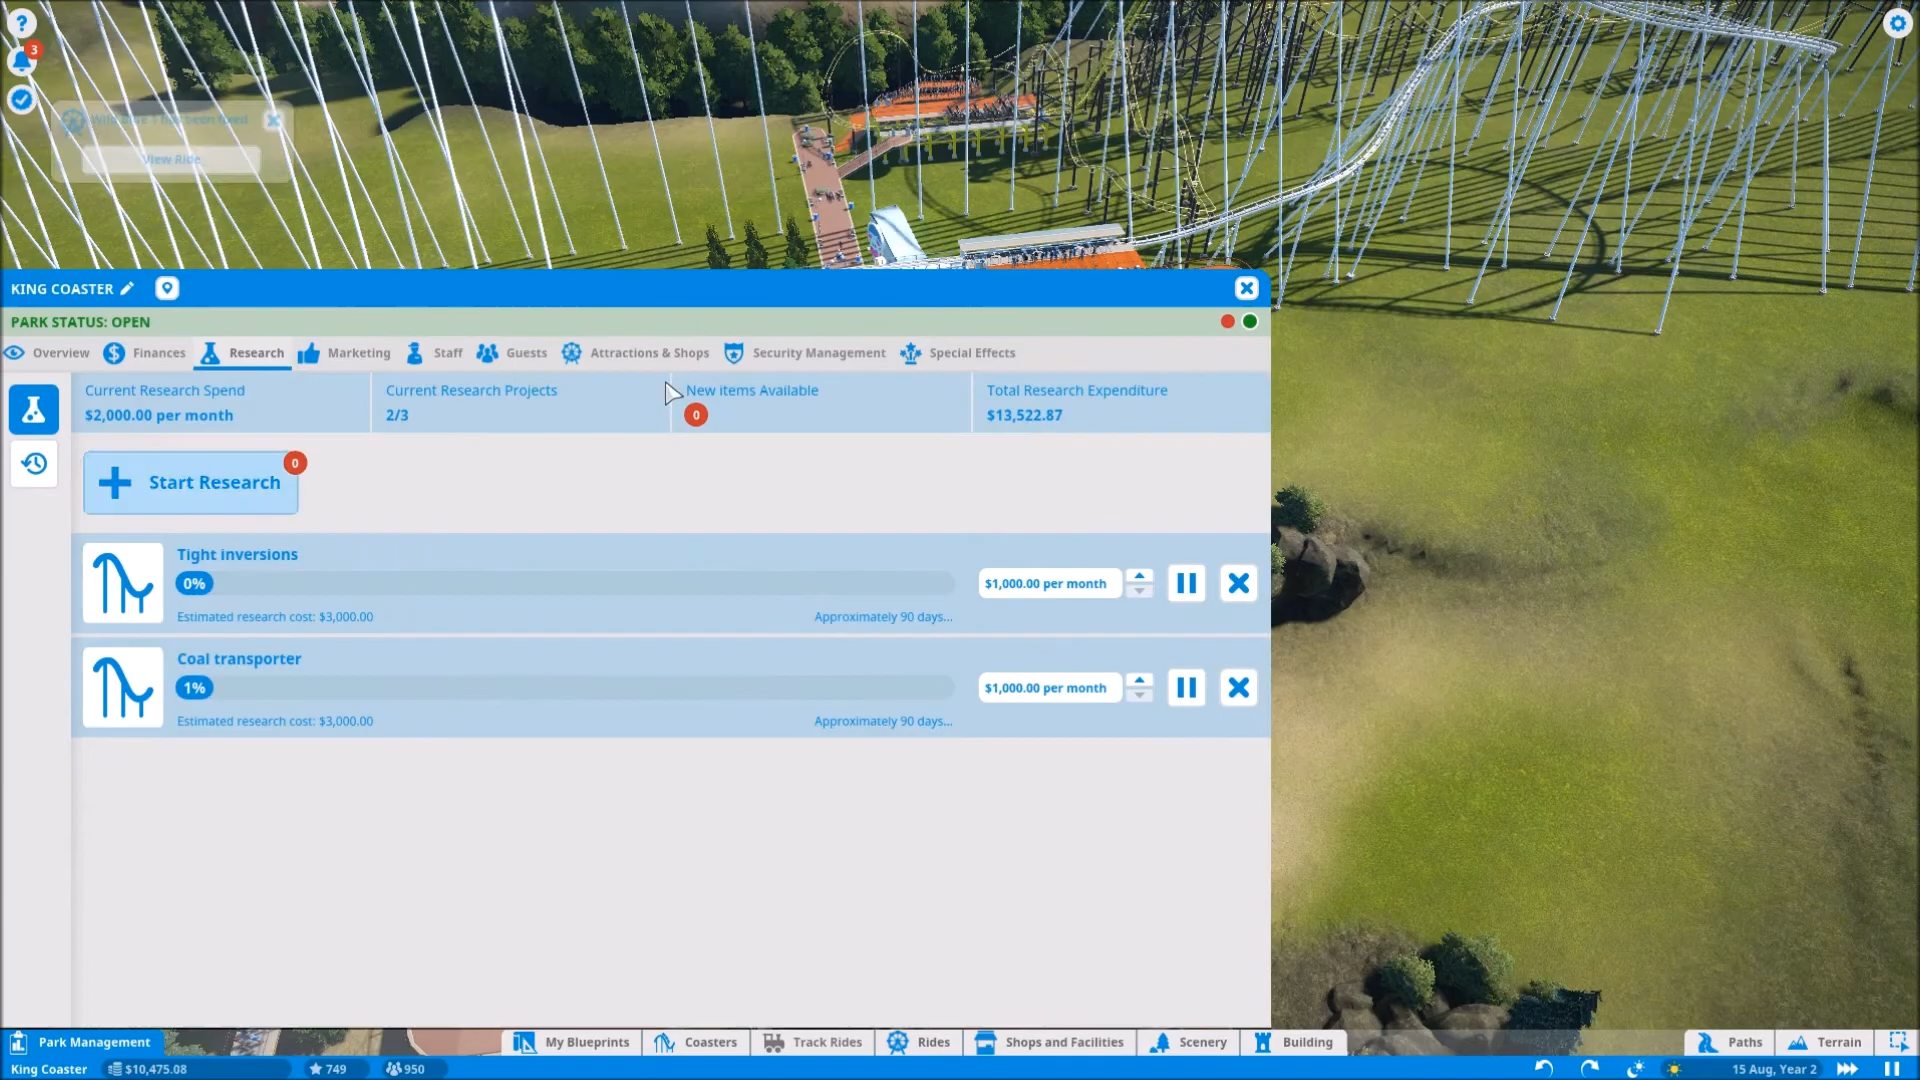 ?
3
been fixed
View Ride
KING COASTER
PARK STATUS: OPEN
Overview Finances Research Marketing Staff Guests Attractions & Shops Security Management Special Effects
Current Research Spend
$2,000.00 per month
Current Research Projects
2/3
New items Available
0
Total Research Expenditure
$13,522.87
Start Research
0
Tight inversions
0%
$1,000.00 per month
Estimated research cost: $3,000.00
Approximately 90 days...
Coal transporter
1%
$1,000.00 per month
Estimated research cost: $3,000.00
Approximately 90 days...
Park Management My Blueprints Coasters Track Rides Rides Shops and Facilities Scenery Building Paths Terrain
King Coaster $10,475.08 749 950 15 Aug, Year 2